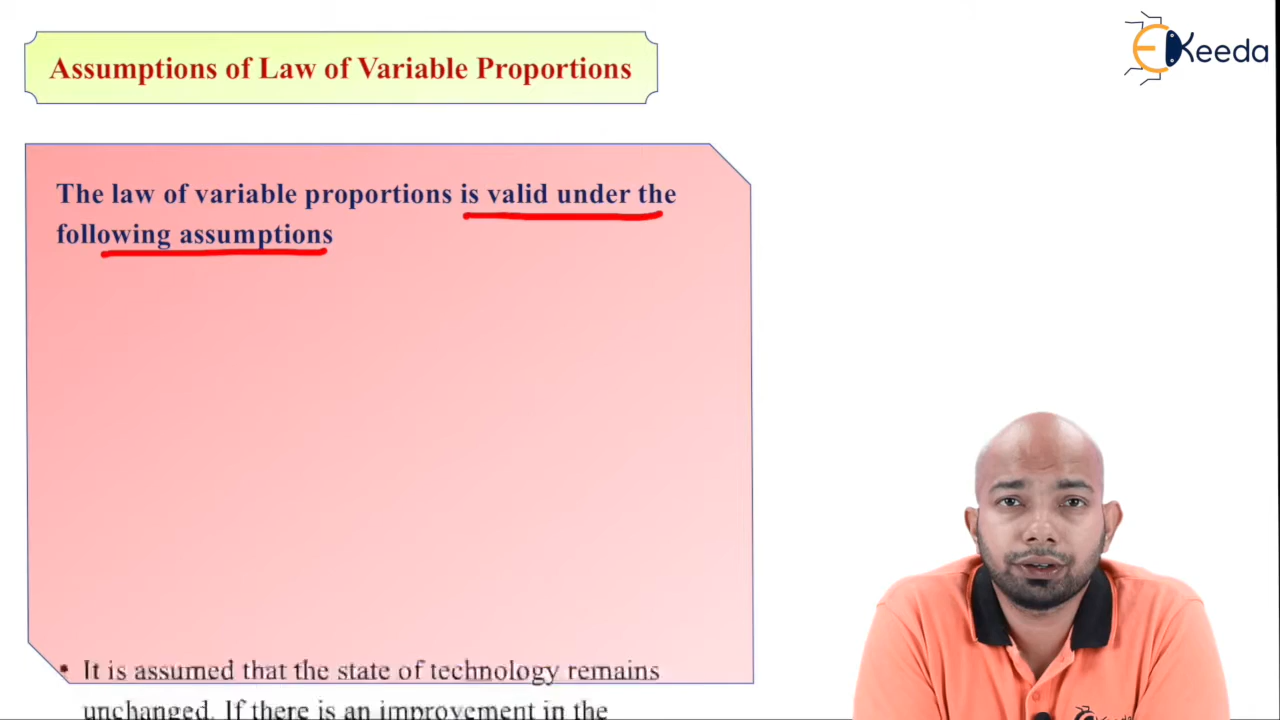 Assumptions of Law of Variable Proportions
EKeeda
The law of variable proportions is valid under the
following assumptions
• It is assumed that the state of technology remains
unchanged. If there is an improvement in the